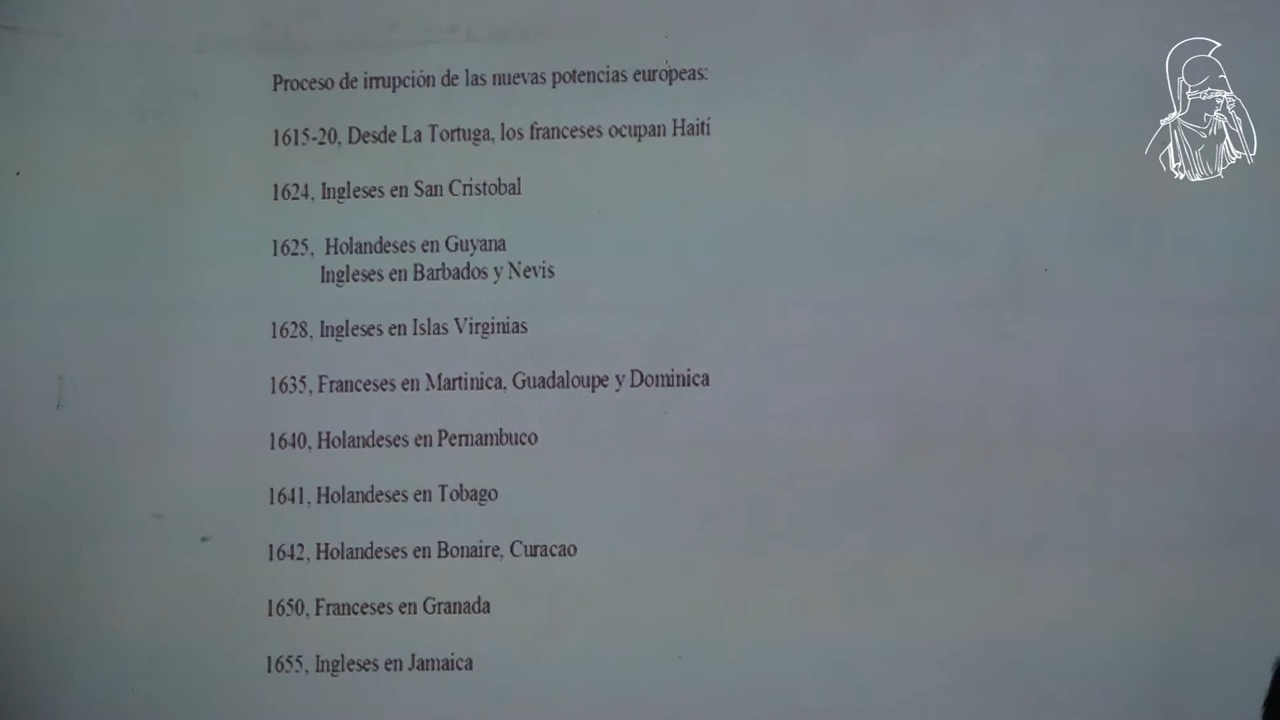 Proceso de irrupción de las nuevas potencias européas:
1615-20, Desde La Tortuga, los franceses ocupan Haití
1624, Ingleses en San Cristobal
1625, Holandeses en Guyana
Ingleses en Barbados y Nevis
1628, Ingleses en Islas Virginias
1635, Franceses en Martinica, Guadaloupe y Dominica
1640, Holandeses en Pernambuco
1641, Holandeses en Tobago
1642, Holandeses en Bonaire, Curacao
1650, Franceses en Granada
1655, Ingleses en Jamaica